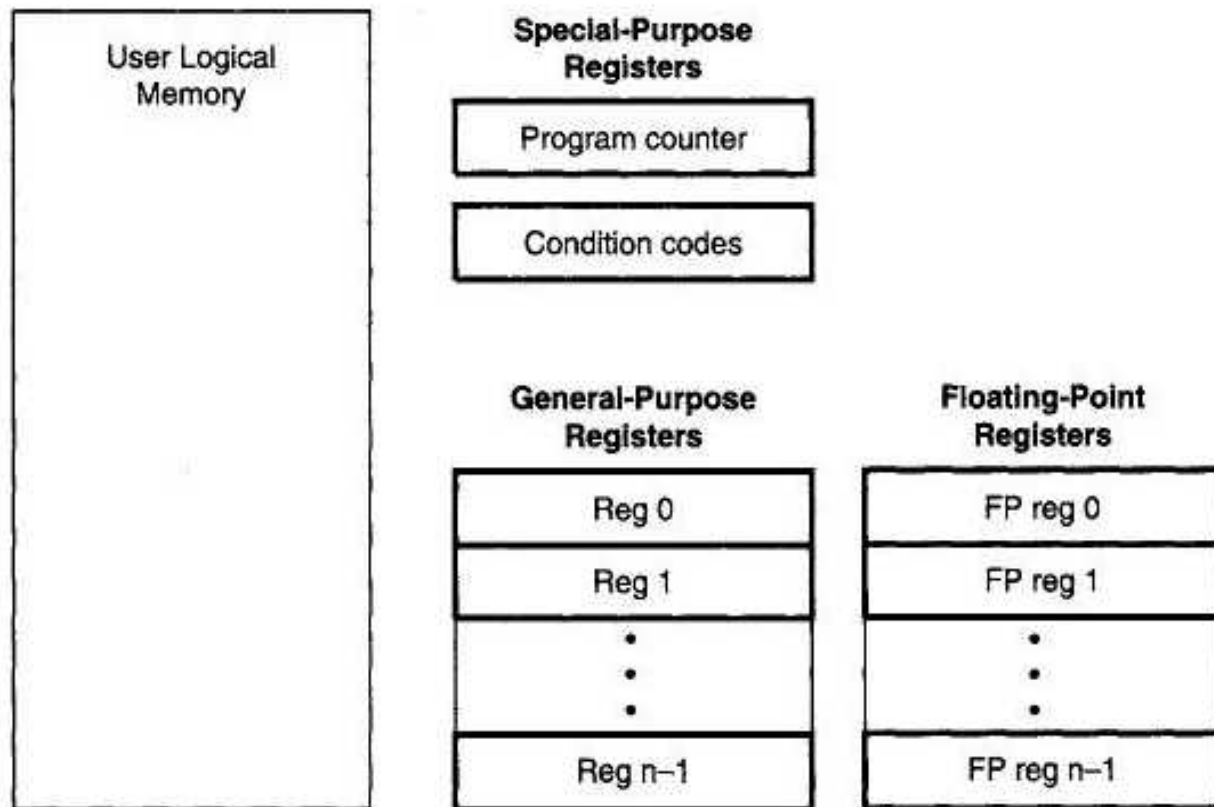 User Logical
Memory
Special-Purpose
Registers
Program counter
Condition codes
General-Purpose
Registers
Reg 0
Reg 1
Reg n–1
Floating-Point
Registers
FP reg 0
FP reg 1
FP reg n–1